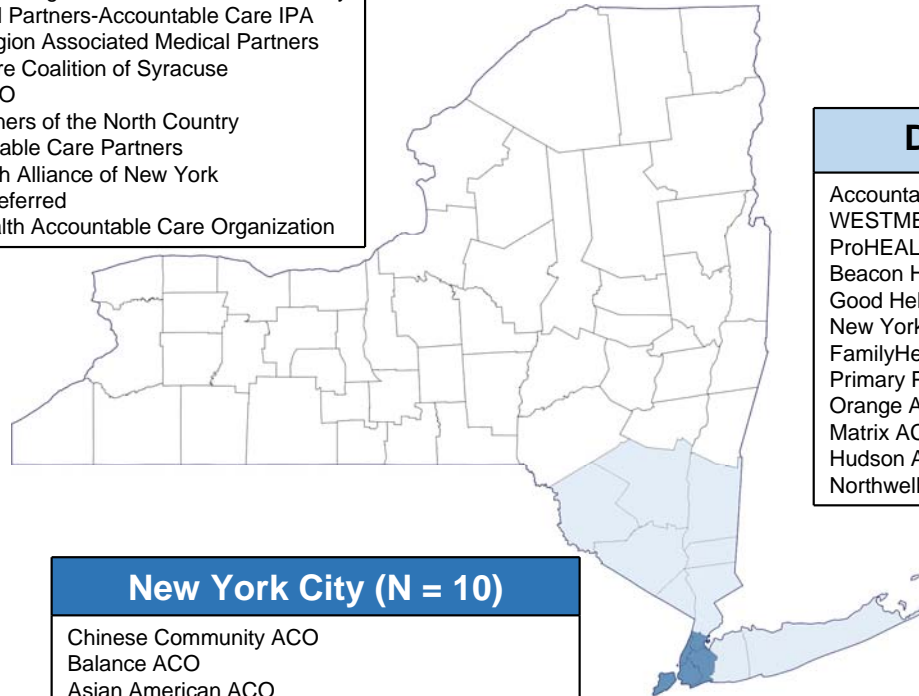 l Partners-Accountable Care IPA
gion Associated Medical Partners
re Coalition of Syracuse
O
ners of the North Country
able Care Partners
h Alliance of New York
eferred
alth Accountable Care Organization
D
Accounta
WESTME
ProHEAL
Beacon H
Good Hel
New York
FamilyHe
Primary P
Orange A
Matrix AC
Hudson A
Northwell
New York City (N = 10)
Chinese Community ACO
Balance ACO
Asian American ACO